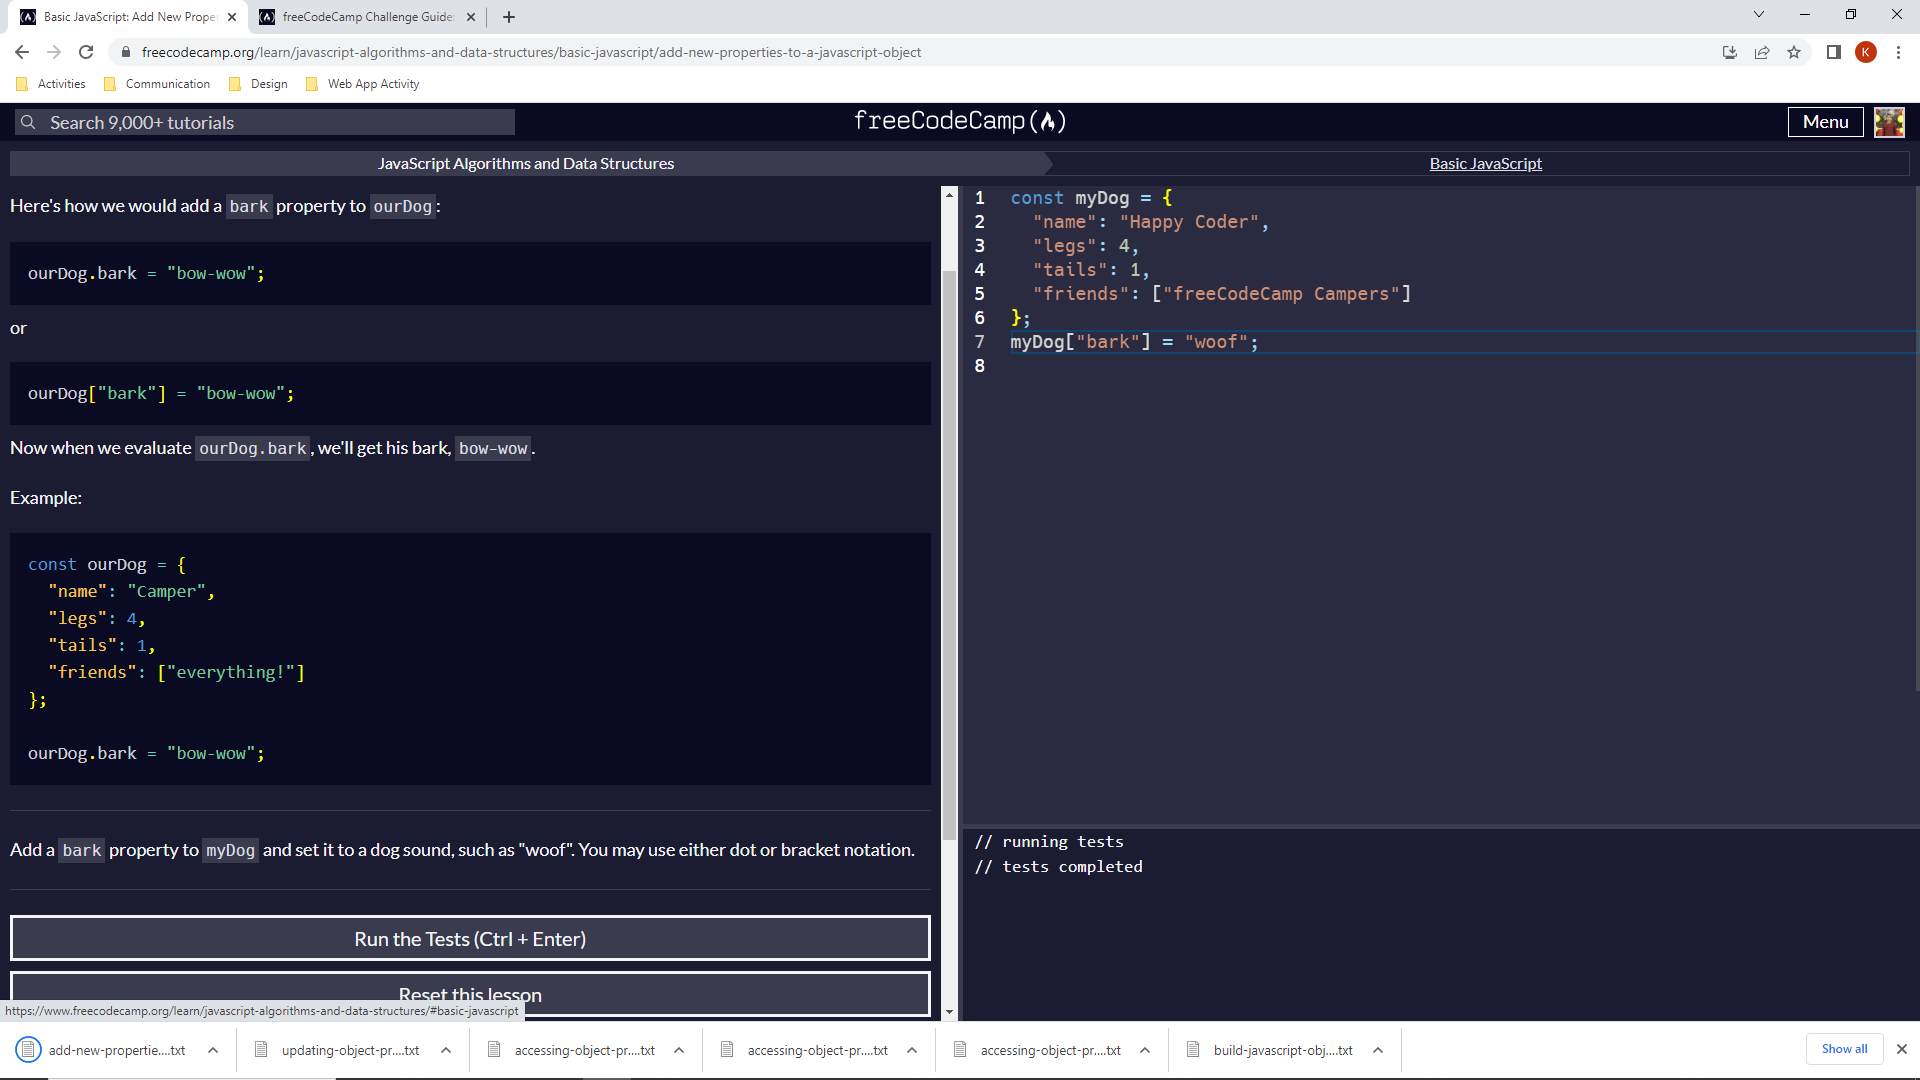 Basic JavaScript: Add New Prope
freeCodeCamp Challenge Guide:
freecodecamp.org/learn/javascript-algorithms-and-data-structures/basic-javascript/add-new-properties-to-a-javascript-object
K
Activities
Communication
Design
Web App Activity
Search 9,000+ tutorials
freeCodeCamp
Menu
JavaScript Algorithms and Data Structures
Basic JavaScript
Here's how we would add a bark property to ourDog:
ourDog.bark = "bow-wow";
or
ourDog["bark"] = "bow-wow";
Now when we evaluate ourDog.bark, we'll get his bark, bow-wow.
Example:
const ourDog = {
"name": "Camper",
"legs": 4,
"tails": 1,
"friends": ["everything!"]
};
ourDog.bark = "bow-wow";
Add a bark property to myDog and set it to a dog sound, such as "woof". You may use either dot or bracket notation.
Run the Tests (Ctrl + Enter)
Reset this lesson
1 const myDog = {
2 "name": "Happy Coder",
3 "legs": 4,
4 "tails": 1,
5 "friends": ["freeCodeCamp Campers"]
6 };
7 myDog["bark"] = "woof";
8
// running tests
// tests completed
https://www.freecodecamp.org/learn/javascript-algorithms-and-data-structures/#basic-javascript
add-new-propertie....txt
updating-object-pr....txt
accessing-object-pr....txt
accessing-object-pr....txt
accessing-object-pr....txt
build-javascript-obj....txt
Show all